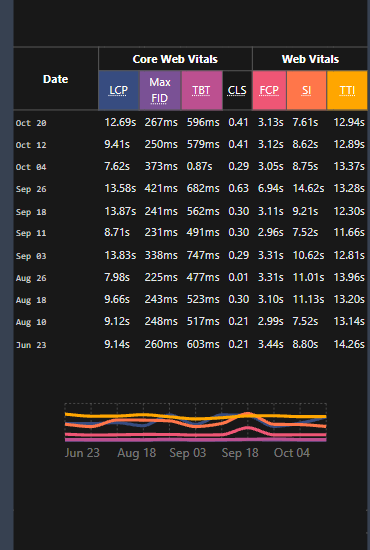 Core Web Vitals Web Vitals
Date LCP Max FID TBT CLS FCP SI TTI
Oct 20 12.69s 267ms 596ms 0.41 3.13s 7.61s 12.94s
Oct 12 9.41s 250ms 579ms 0.41 3.12s 8.62s 12.89s
Oct 04 7.62s 373ms 0.87s 0.29 3.05s 8.75s 13.37s
Sep 26 13.58s 421ms 682ms 0.63 6.94s 14.62s 13.28s
Sep 18 13.87s 241ms 562ms 0.30 3.11s 9.21s 12.30s
Sep 11 8.71s 231ms 491ms 0.30 2.96s 7.52s 11.66s
Sep 03 13.83s 338ms 747ms 0.29 3.31s 10.62s 12.81s
Aug 26 7.98s 225ms 477ms 0.01 3.31s 11.01s 13.96s
Aug 18 9.66s 243ms 523ms 0.30 3.10s 11.13s 13.20s
Aug 10 9.12s 248ms 517ms 0.21 2.99s 7.52s 13.14s
Jun 23 9.14s 260ms 603ms 0.21 3.44s 8.80s 14.26s
Jun 23 Aug 18 Sep 03 Sep 18 Oct 04